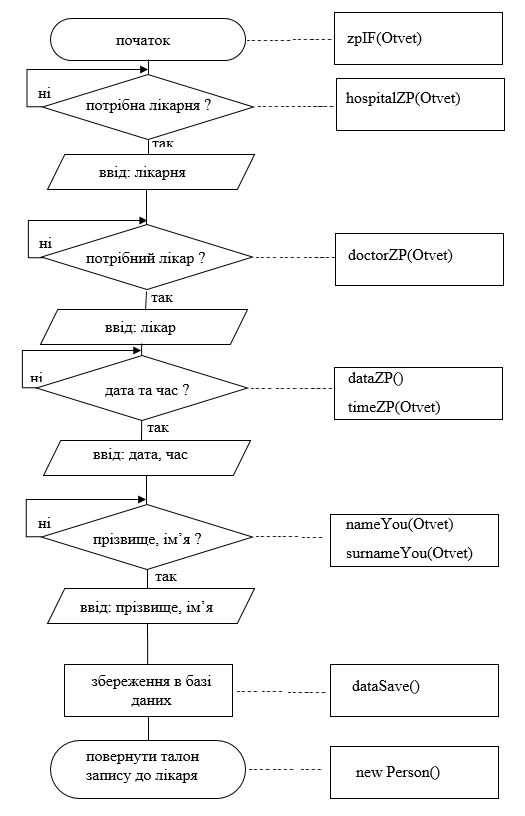 початок
zpIF(Otvet)
ні
потрібна лікарня ?
hospitalZP(Otvet)
так
ввід: лікарня
ні
потрібний лікар ?
doctorZP(Otvet)
так
ввід: лікар
ні
дата та час ?
dataZP()
timeZP(Otvet)
так
ввід: дата, час
ні
прізвище, ім’я ?
nameYou(Otvet)
surnameYou(Otvet)
так
ввід: прізвище, ім’я
збереження в базі
даних
dataSave()
повернути талон
запису до лікаря
new Person()